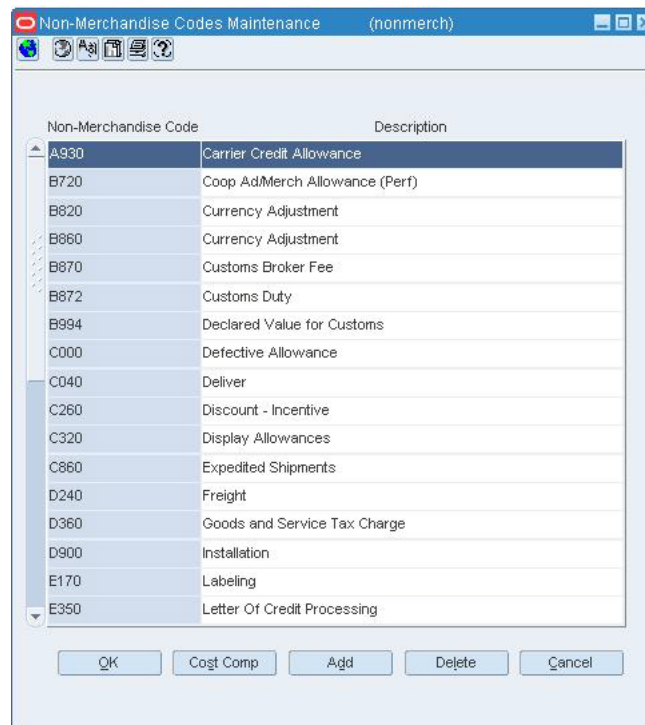 Non-Merchandise Codes Maintenance (nonmerch)
Non-Merchandise Code Description
A930 Carrier Credit Allowance
B720 Coop Ad/Merch Allowance (Perf)
B820 Currency Adjustment
B860 Currency Adjustment
B870 Customs Broker Fee
B872 Customs Duty
B994 Declared Value for Customs
C000 Defective Allowance
C040 Deliver
C260 Discount - Incentive
C320 Display Allowances
C860 Expedited Shipments
D240 Freight
D360 Goods and Service Tax Charge
D900 Installation
E170 Labeling
E350 Letter Of Credit Processing
OK Cost Comp Add Delete Cancel